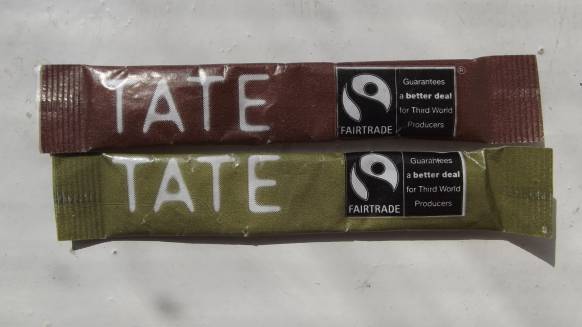 TATE
FAIRTRADE
Guarantees
a better deal
for Third World
Producers
®
TATE
FAIRTRADE
Guarantees
a better deal
for Third World
Producers